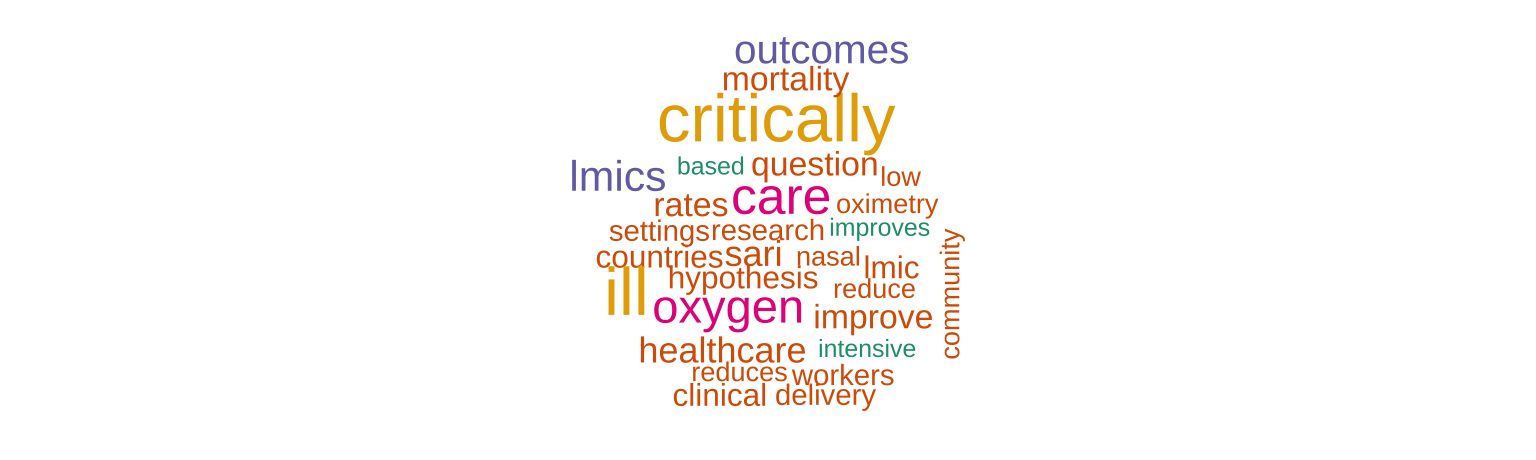 outcomes
mortality
critically
lmics based question low
rates care oximetry
settings research improves
countries sari nasal lmic
ill hypothesis reduce
oxygen improve community
healthcare intensive
reduces workers
clinical delivery